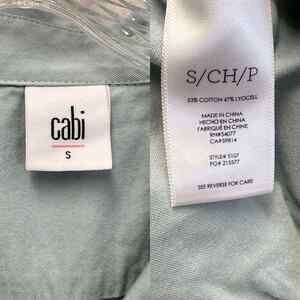 cabi
S
S/CH/P
53% COTTON 47% LYOCELL
MADE IN CHINA
HECHO EN CHINA
FABRIQUÉ EN CHINE
RN#54077
CA#59814
STYLE# 5107
PO# 215577
SEE REVERSE FOR CARE